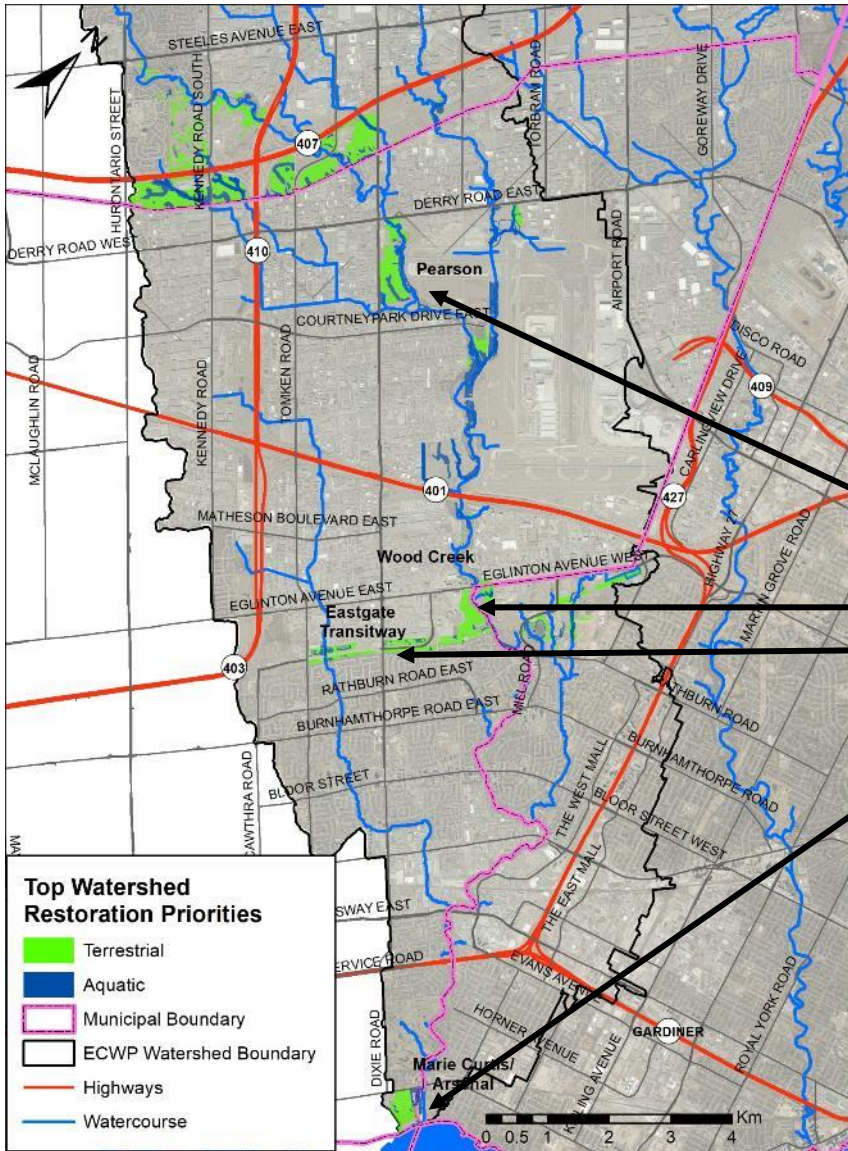 STEELES AVENUE EAST
HURONTARIO STREET
KENNEDY ROAD SOUTH
TORBRAM ROAD
GOREWAY DRIVE
407
DERRY ROAD EAST
DERRY ROAD WEST
410
Pearson
AIRPORT ROAD
COURTNEYPARK DRIVE EAST
DISCO ROAD
409
MCLAUGHLIN ROAD
KENNEDY ROAD
TOMKEN ROAD
CARLINGVIEW DRIVE
401
427
HIGHWAY 27
MARTIN GROVE ROAD
MATHESON BOULEVARD EAST
Wood Creek
EGLINTON AVENUE WEST
EGLINTON AVENUE EAST
Eastgate
Transitway
403
RATHBURN ROAD EAST
MILL ROAD
RATHBURN ROAD
BURNHAMTHORPE ROAD EAST
BURNHAMTHORPE ROAD
BLOOR STREET
THE WEST MALL
BLOOR STREET WEST
CAWTHRA ROAD
MA
THE EAST MALL
SWAY EAST
ERVICE ROAD
EVANS AVENUE
ROYAL YORK ROAD
GARDINER
HORNER AVENUE
DIXIE ROAD
Marie Curtis/
Arsenal
KIPLING AVENUE
Km
0 0.5 1 2 3 4
Top Watershed
Restoration Priorities
Terrestrial
Aquatic
Municipal Boundary
ECWP Watershed Boundary
Highways
Watercourse